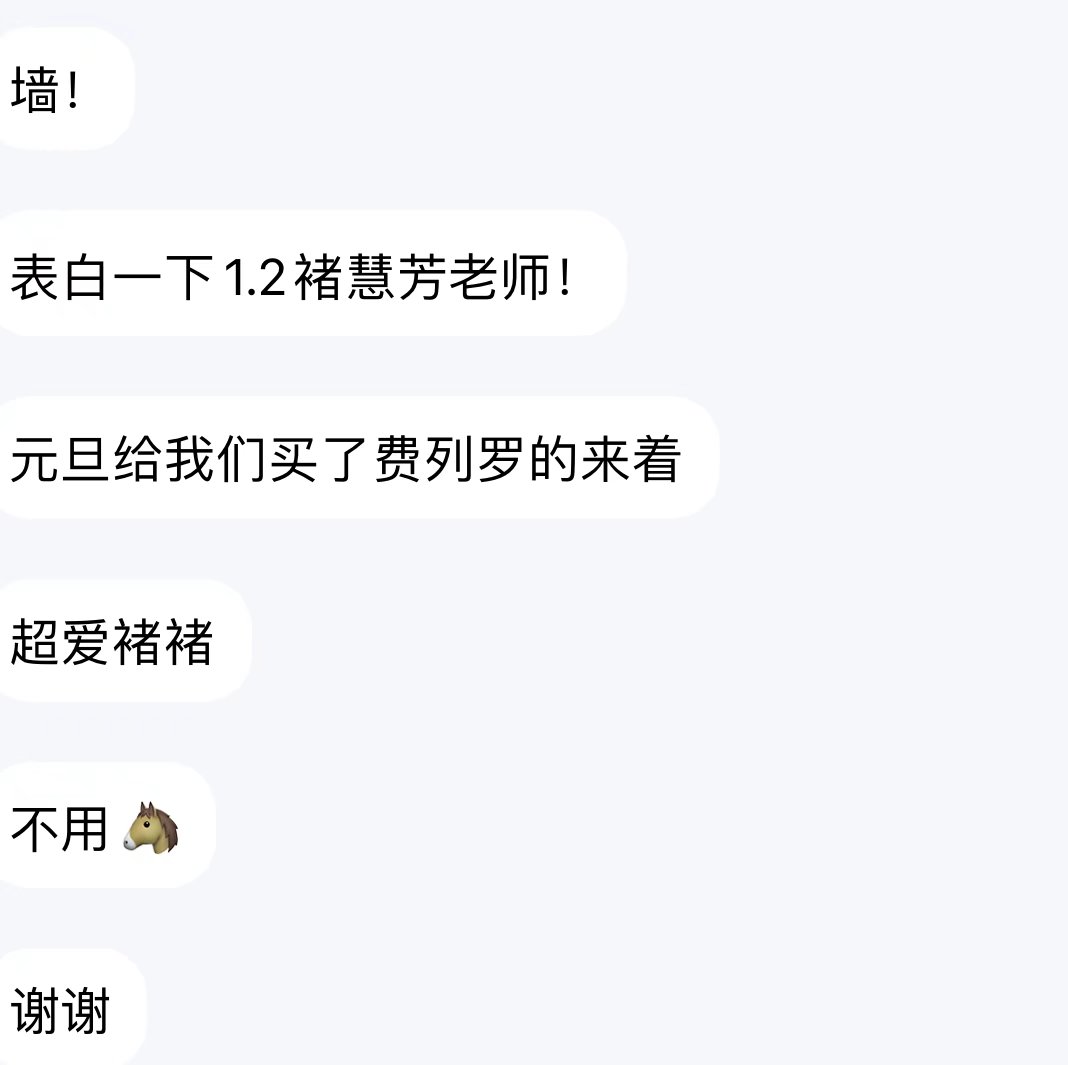 墙！
表白一下1.2褚慧芳老师！
元旦给我们买了费列罗的来着
超爱褚褚
不用🐴
谢谢